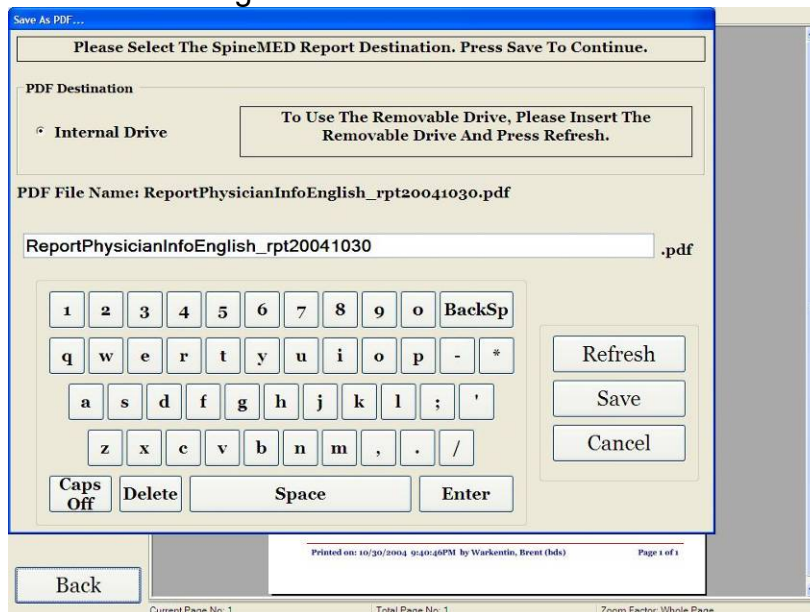 Save As PDF...
Please Select The SpineMED Report Destination. Press Save To Continue.
PDF Destination
Internal Drive
To Use The Removable Drive, Please Insert The
Removable Drive And Press Refresh.
PDF File Name: ReportPhysicianInfoEnglish_rpt20041030.pdf
ReportPhysicianInfoEnglish_rpt20041030 .pdf
1 2 3 4 5 6 7 8 9 0 BackSp
q w e r t y u i o p - *
Refresh
a s d f g h j k l ; '
Save
z x c v b n m , . /
Cancel
Caps Off Delete Space Enter
Printed on: 10/30/2004 9:40:46PM by Warkentin, Brent (bds) Page 1 of 1
Back
Current Page No: 1 Total Page No: 1 Zoom Factor: Whole Page